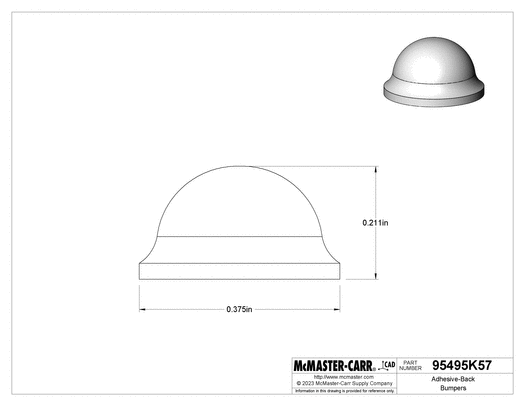 0.211in
0.375in
McMASTER-CARR® CAD
http://www.mcmaster.com
© 2023 McMaster-Carr Supply Company
Information in this drawing is provided for reference only.
PART
NUMBER
95495K57
Adhesive-Back
Bumpers